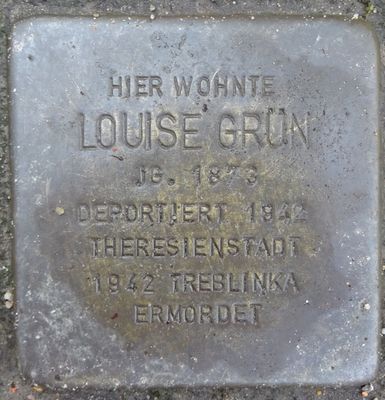 HIER WOHNTE
LOUISE GRÜN
JG. 1873
DEPORTIERT 1942
THERESIENSTADT
1942 TREBLINKA
ERMORDET